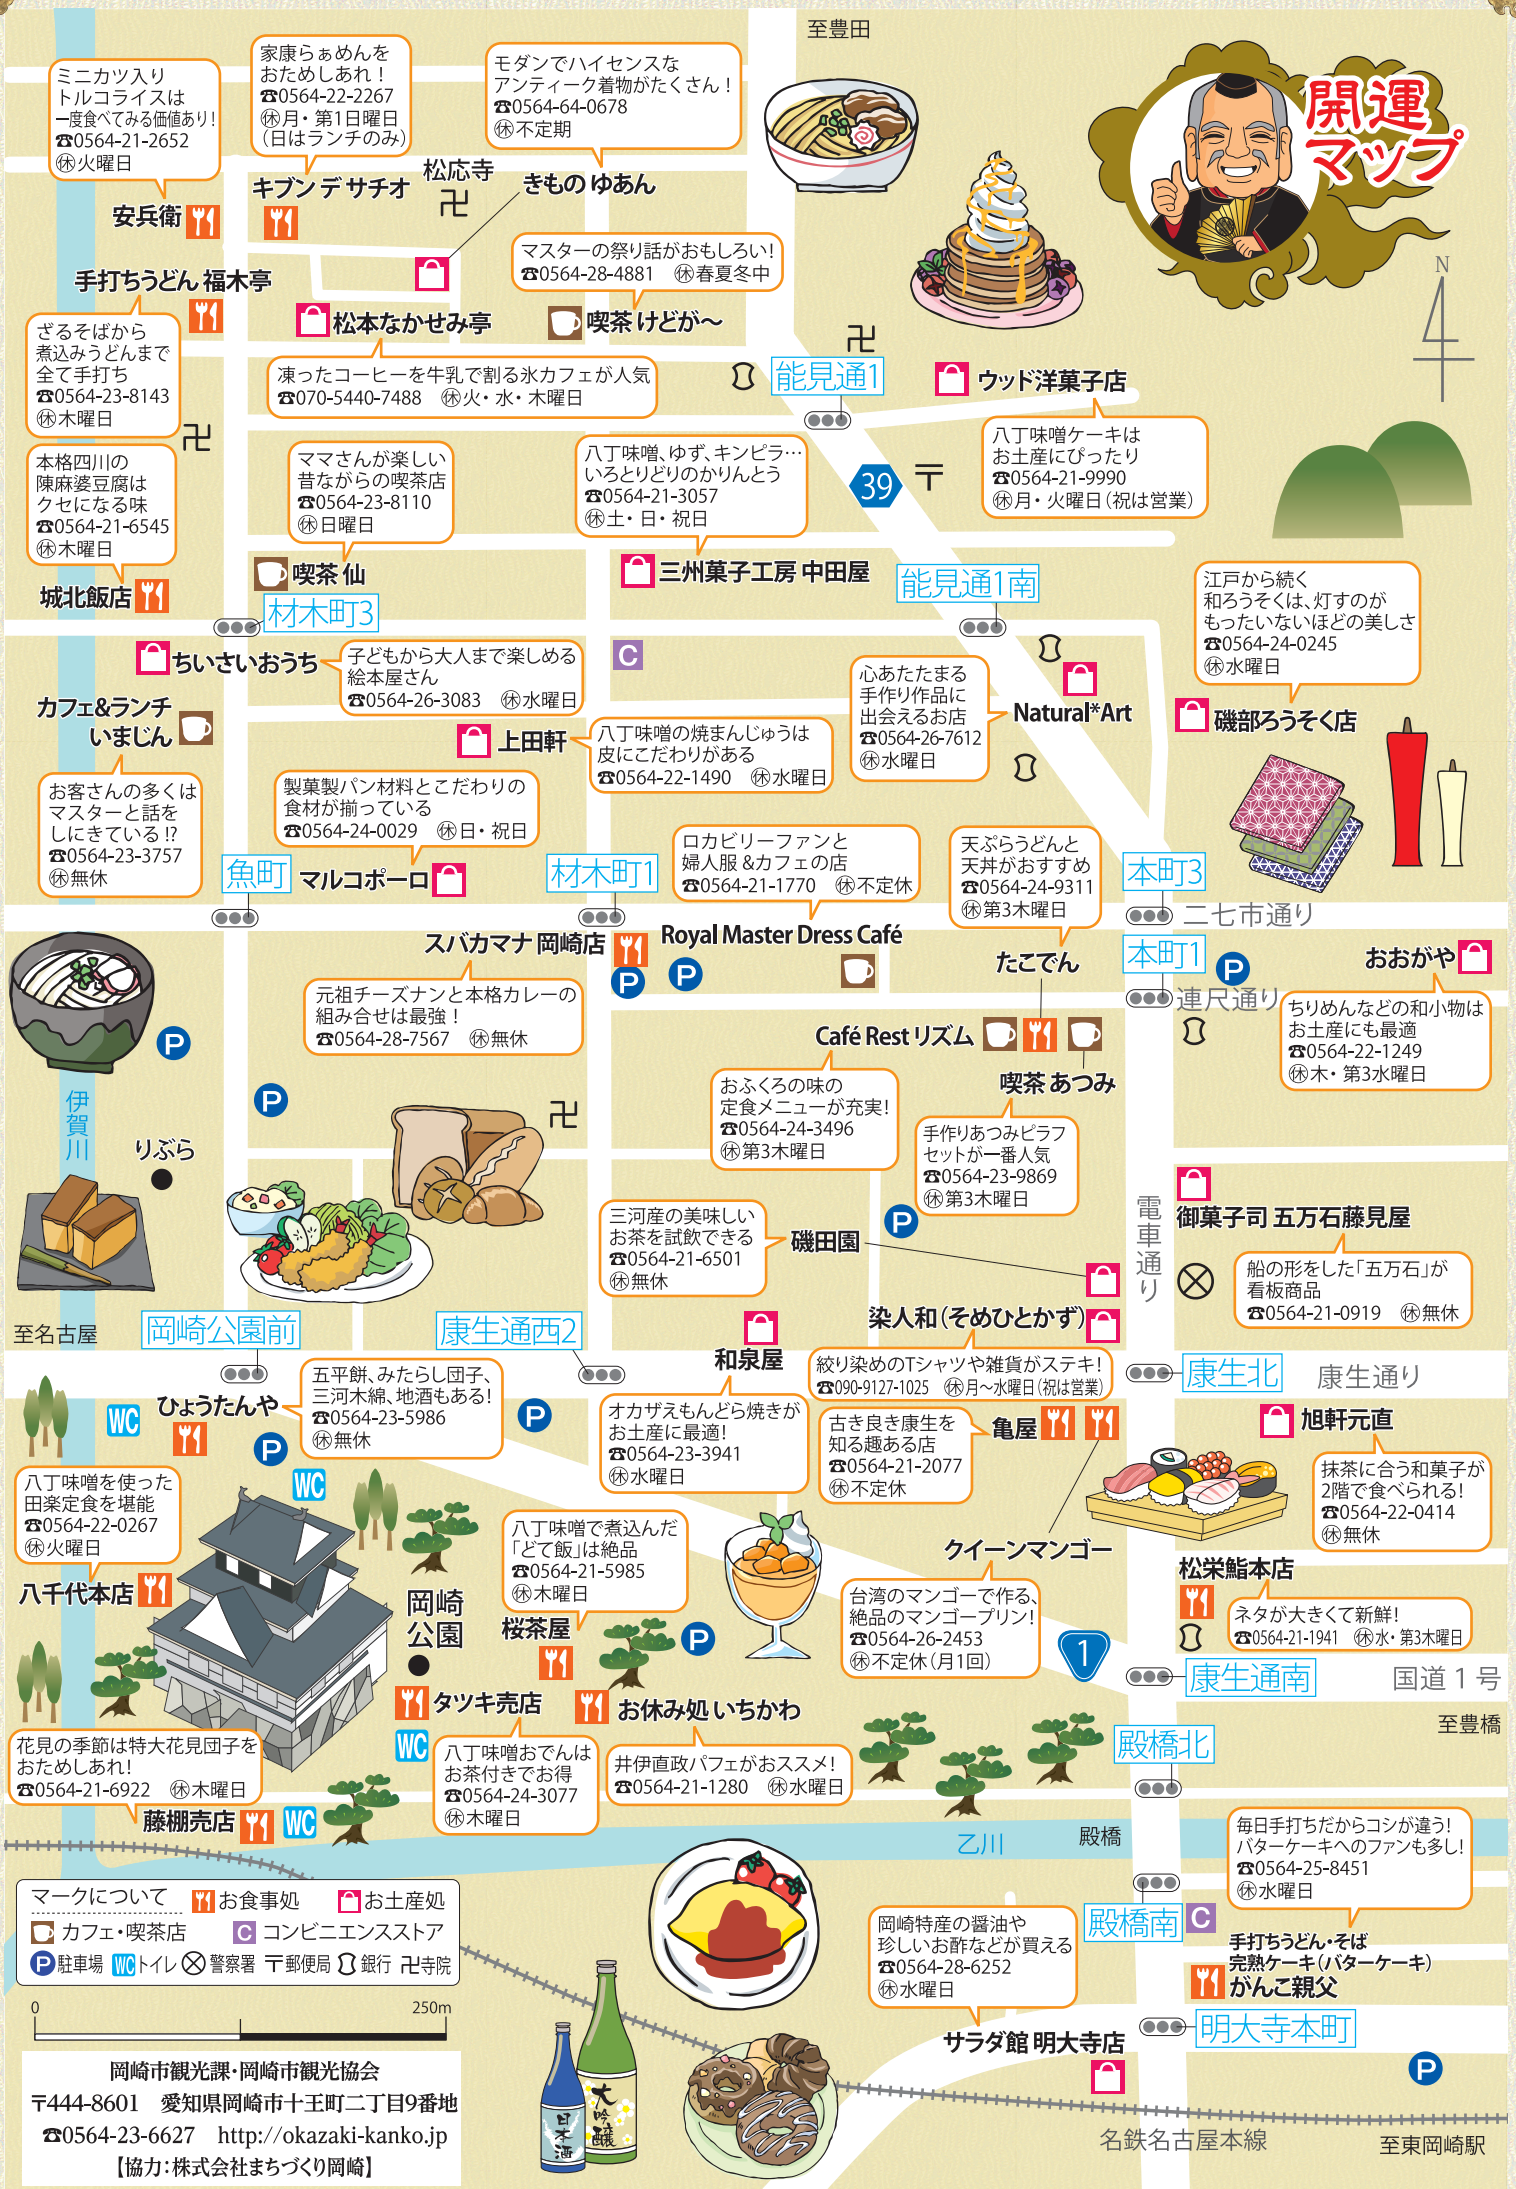 至豊田
開運
マップ
N
ミニカツ入り
トルコライスは
一度食べてみる価値あり!
☎0564-21-2652
㊡火曜日
安兵衛
家康らぁめんを
おためしあれ！
☎0564-22-2267
㊡月・第1日曜日
(日はランチのみ)
キブン デ サチオ
松応寺
モダンでハイセンスな
アンティーク着物がたくさん！
☎0564-64-0678
㊡不定期
きもの ゆあん
マスターの祭り話がおもしろい!
☎0564-28-4881　㊡春夏冬中
喫茶 けどが〜
手打ちうどん 福木亭
ざるそばから
煮込みうどんまで
全て手打ち
☎0564-23-8143
㊡木曜日
松本なかせみ亭
凍ったコーヒーを牛乳で割る氷カフェが人気
☎070-5440-7488　㊡火・水・木曜日
能見通1
ウッド洋菓子店
八丁味噌ケーキは
お土産にぴったり
☎0564-21-9990
㊡月・火曜日(祝は営業)
本格四川の
陳麻婆豆腐は
クセになる味
☎0564-21-6545
㊡木曜日
城北飯店
ママさんが楽しい
昔ながらの喫茶店
☎0564-23-8110
㊡日曜日
喫茶 仙
八丁味噌、ゆず、キンピラ…
いろとりどりのかりんとう
☎0564-21-3057
㊡土・日・祝日
三州菓子工房 中田屋
39
〒
能見通1南
材木町3
C
江戸から続く
和ろうそくは、灯すのが
もったいないほどの美しさ
☎0564-24-0245
㊡水曜日
磯部ろうそく店
ちいさいおうち
子どもから大人まで楽しめる
絵本屋さん
☎0564-26-3083　㊡水曜日
心あたたまる
手作り作品に
出会えるお店
☎0564-26-7612
㊡水曜日
Natural*Art
カフェ&ランチ
いまじん
お客さんの多くは
マスターと話を
しにきている !?
☎0564-23-3757
㊡無休
上田軒
八丁味噌の焼まんじゅうは
皮にこだわりがある
☎0564-22-1490　㊡水曜日
製菓製パン材料とこだわりの
食材が揃っている
☎0564-24-0029　㊡日・祝日
マルコポーロ
魚町
材木町1
ロカビリーファンと
婦人服 &カフェの店
☎0564-21-1770　㊡不定休
Royal Master Dress Café
天ぷらうどんと
天丼がおすすめ
☎0564-24-9311
㊡第3木曜日
たこでん
本町3
二七市通り
本町1
P
連尺通り
おおがや
ちりめんなどの和小物は
お土産にも最適
☎0564-22-1249
㊡木・第3水曜日
スバカマナ 岡崎店
P
P
元祖チーズナンと本格カレーの
組み合せは最強！
☎0564-28-7567　㊡無休
P
P
伊賀川
りぶら
Café Rest リズム
おふくろの味の
定食メニューが充実!
☎0564-24-3496
㊡第3木曜日
喫茶 あつみ
手作りあつみピラフ
セットが一番人気
☎0564-23-9869
㊡第3木曜日
三河産の美味しい
お茶を試飲できる
☎0564-21-6501
㊡無休
磯田園
P
電車通り
御菓子司 五万石藤見屋
船の形をした「五万石」が
看板商品
☎0564-21-0919　㊡無休
至名古屋
岡崎公園前
康生通西2
和泉屋
オカザえもんどら焼きが
お土産に最適!
☎0564-23-3941
㊡水曜日
染人和(そめひとかず)
絞り染めのTシャツや雑貨がステキ!
☎090-9127-1025　㊡月〜水曜日(祝は営業)
康生北
康生通り
WC
ひょうたんや
五平餅、みたらし団子、
三河木綿、地酒もある!
☎0564-23-5986
㊡無休
P
P
WC
古き良き康生を
知る趣ある店
☎0564-21-2077
㊡不定休
亀屋
旭軒元直
抹茶に合う和菓子が
2階で食べられる!
☎0564-22-0414
㊡無休
八丁味噌を使った
田楽定食を堪能
☎0564-22-0267
㊡火曜日
八千代本店
八丁味噌で煮込んだ
「どて飯」は絶品
☎0564-21-5985
㊡木曜日
桜茶屋
P
クイーンマンゴー
台湾のマンゴーで作る、
絶品のマンゴープリン!
☎0564-26-2453
㊡不定休(月1回)
1
松栄鮨本店
ネタが大きくて新鮮!
☎0564-21-1941　㊡水・第3木曜日
康生通南
国道 1 号
至豊橋
岡崎
公園
タツキ売店
WC
八丁味噌おでんは
お茶付きでお得
☎0564-24-3077
㊡木曜日
お休み処 いちかわ
井伊直政パフェがおススメ!
☎0564-21-1280　㊡水曜日
花見の季節は特大花見団子を
おためしあれ!
☎0564-21-6922　㊡木曜日
藤棚売店
WC
殿橋北
乙川
殿橋
毎日手打ちだからコシが違う!
バターケーキへのファンも多し!
☎0564-25-8451
㊡水曜日
殿橋南
C
手打ちうどん・そば
完熟ケーキ(バターケーキ)
がんこ親父
岡崎特産の醤油や
珍しいお酢などが買える
☎0564-28-6252
㊡水曜日
サラダ館 明大寺店
明大寺本町
P
名鉄名古屋本線
至東岡崎駅
大吟醸
日本酒
マークについて　お食事処　お土産処
カフェ・喫茶店　C コンビニエンスストア
P駐車場　WCトイレ　警察署　〒郵便局　銀行　卍寺院
0　250m
岡崎市観光課・岡崎市観光協会
〒444-8601　愛知県岡崎市十王町二丁目9番地
☎0564-23-6627　http://okazaki-kanko.jp
【協力：株式会社まちづくり岡崎】